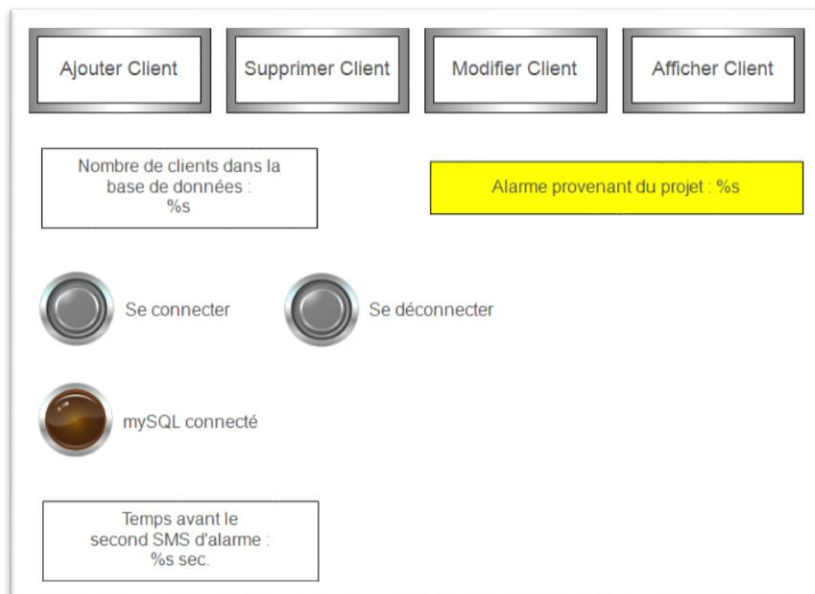 Ajouter Client
Supprimer Client
Modifier Client
Afficher Client
Nombre de clients dans la
base de données :
%s
Alarme provenant du projet : %s
Se connecter
Se déconnecter
mySQL connecté
Temps avant le
second SMS d'alarme :
%s sec.